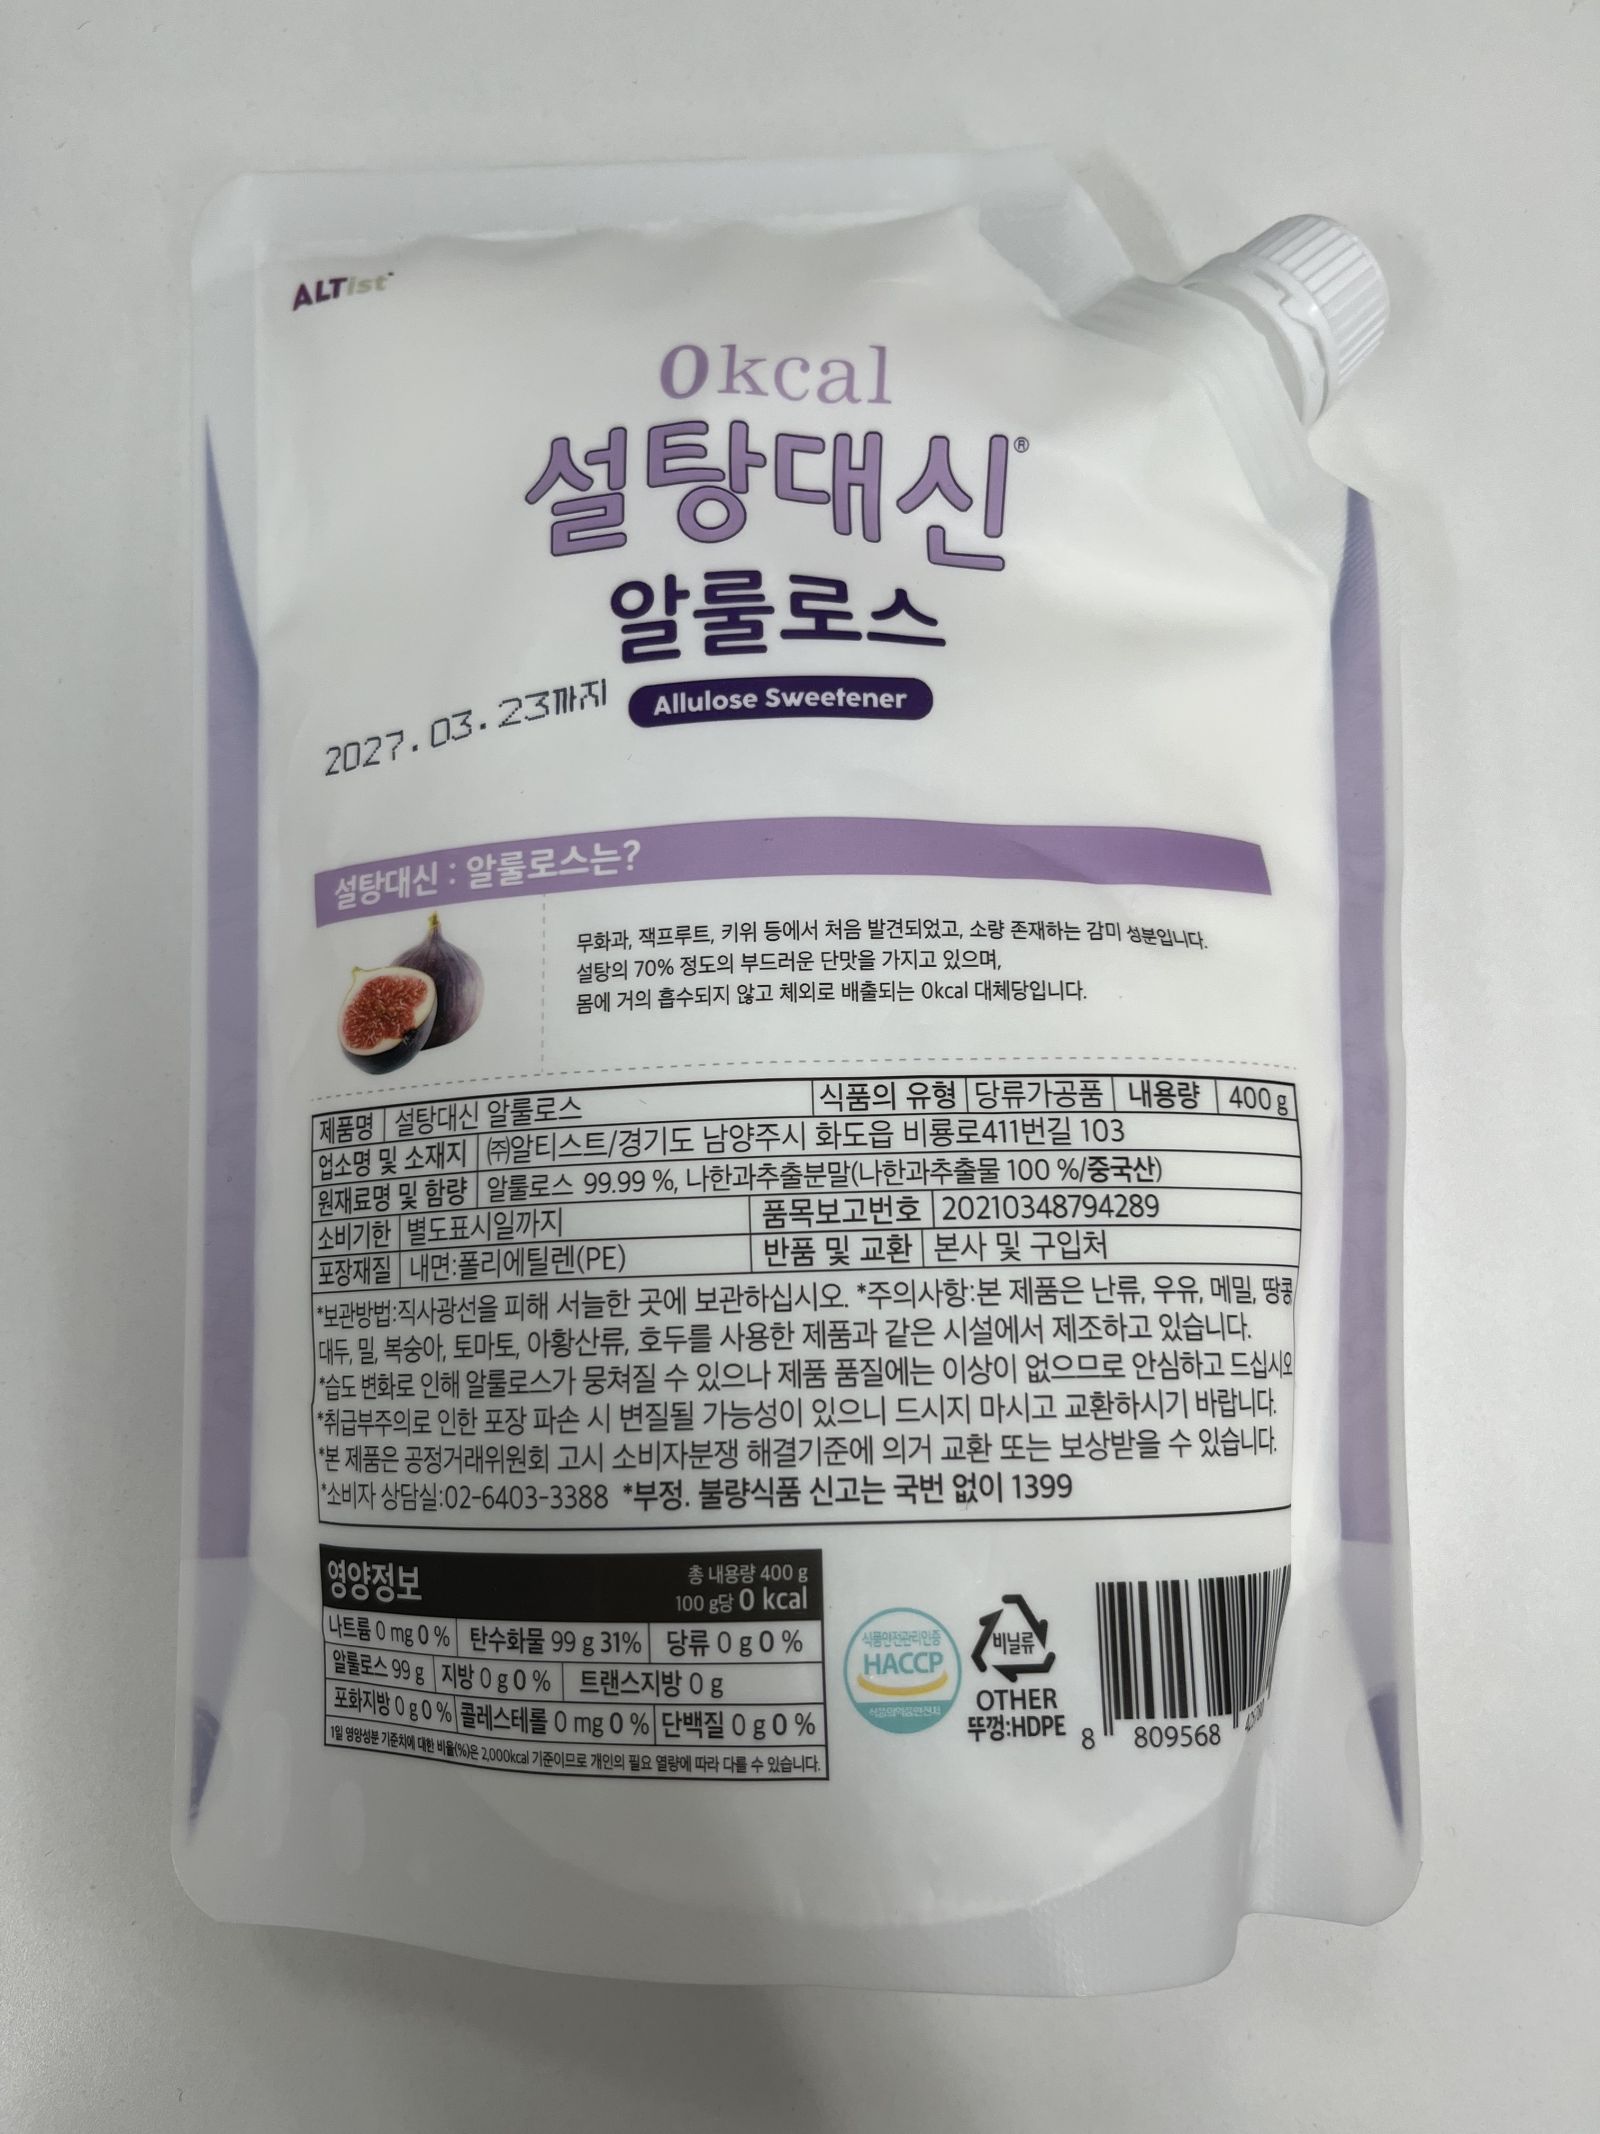 ALTist
0kcal
설탕대신®
알룰로스
Allulose Sweetener
2027.03.23까지
설탕대신 : 알룰로스는?
무화과, 잭프루트, 키위 등에서 처음 발견되었고, 소량 존재하는 감미 성분입니다.
설탕의 70% 정도의 부드러운 단맛을 가지고 있으며,
몸에 거의 흡수되지 않고 체외로 배출되는 0kcal 대체당입니다.
제품명 설탕대신 알룰로스 식품의 유형 당류가공품 내용량 400 g
업소명 및 소재지 ㈜알티스트/경기도 남양주시 화도읍 비룡로411번길 103
원재료명 및 함량 알룰로스 99.99 %, 나한과추출분말(나한과추출물 100 %/중국산)
소비기한 별도표시일까지 품목보고번호 20210348794289
포장재질 내면:폴리에틸렌(PE) 반품 및 교환 본사 및 구입처
*보관방법:직사광선을 피해 서늘한 곳에 보관하십시오. *주의사항:본 제품은 난류, 우유, 메밀, 땅콩
대두, 밀, 복숭아, 토마토, 아황산류, 호두를 사용한 제품과 같은 시설에서 제조하고 있습니다.
*습도 변화로 인해 알룰로스가 뭉쳐질 수 있으나 제품 품질에는 이상이 없으므로 안심하고 드십시오
*취급부주의로 인한 포장 파손 시 변질될 가능성이 있으니 드시지 마시고 교환하시기 바랍니다.
*본 제품은 공정거래위원회 고시 소비자분쟁 해결기준에 의거 교환 또는 보상받을 수 있습니다.
*소비자 상담실:02-6403-3388 *부정. 불량식품 신고는 국번 없이 1399
영양정보 총 내용량 400 g
100 g당 0 kcal
나트륨 0 mg 0 % 탄수화물 99 g 31% 당류 0 g 0 %
알룰로스 99 g 지방 0 g 0 % 트랜스지방 0 g
포화지방 0 g 0 % 콜레스테롤 0 mg 0 % 단백질 0 g 0 %
1일 영양성분 기준치에 대한 비율(%)은 2,000kcal 기준이므로 개인의 필요 열량에 따라 다를 수 있습니다.
식품안전관리인증
HACCP
식품의약품안전처
비닐류
OTHER
뚜껑:HDPE
8 809568